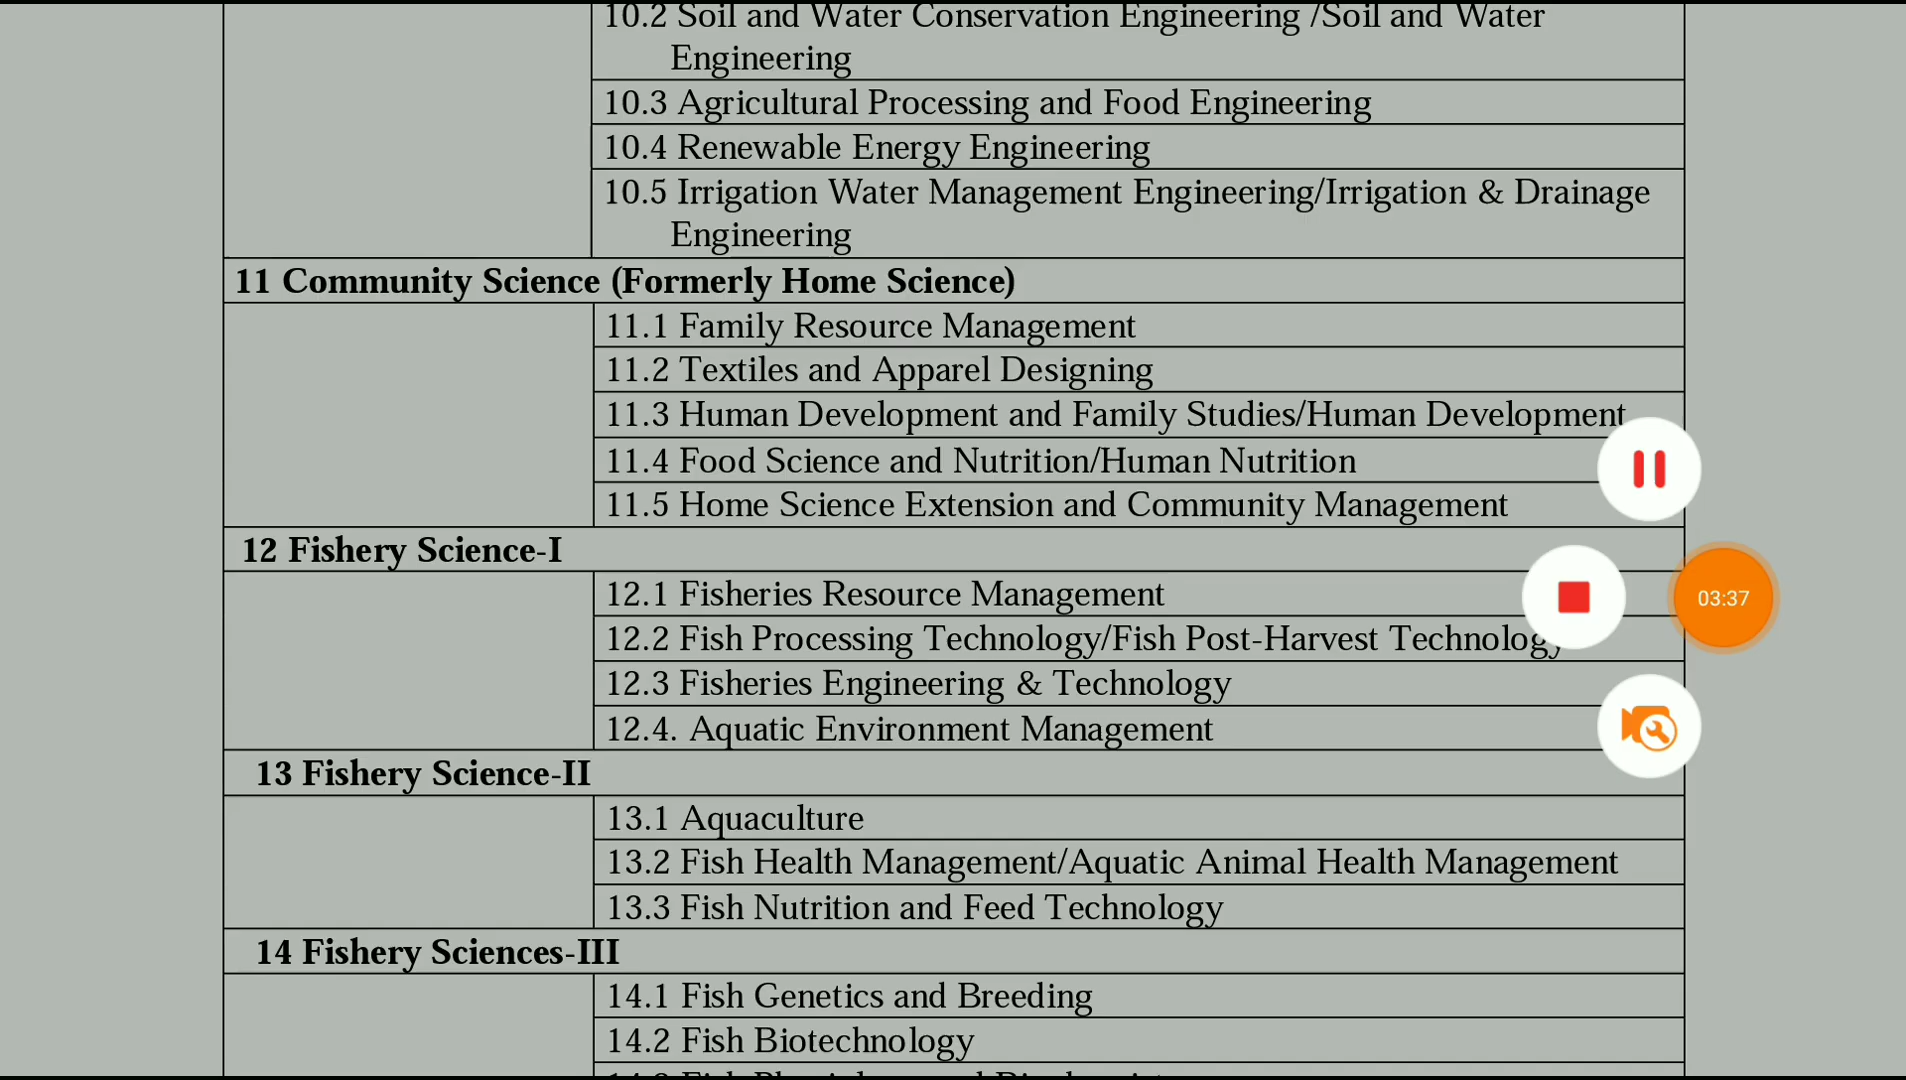 10.2 Soil and Water Conservation Engineering /Soil and Water
Engineering
10.3 Agricultural Processing and Food Engineering
10.4 Renewable Energy Engineering
10.5 Irrigation Water Management Engineering/Irrigation & Drainage
Engineering
11 Community Science (Formerly Home Science)
11.1 Family Resource Management
11.2 Textiles and Apparel Designing
11.3 Human Development and Family Studies/Human Development
11.4 Food Science and Nutrition/Human Nutrition
11.5 Home Science Extension and Community Management
12 Fishery Science-I
12.1 Fisheries Resource Management
03:37
12.2 Fish Processing Technology/Fish Post-Harvest Technology
12.3 Fisheries Engineering & Technology
12.4. Aquatic Environment Management
13 Fishery Science-II
13.1 Aquaculture
13.2 Fish Health Management/Aquatic Animal Health Management
13.3 Fish Nutrition and Feed Technology
14 Fishery Sciences-III
14.1 Fish Genetics and Breeding
14.2 Fish Biotechnology